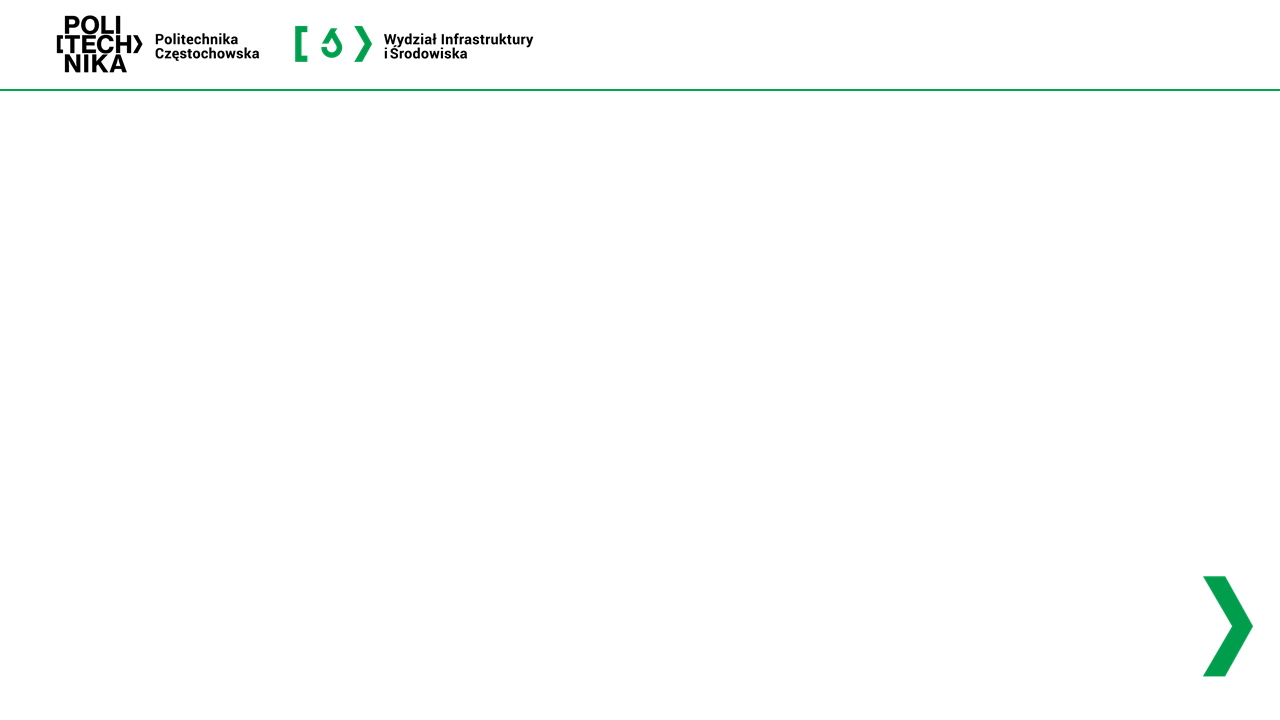 POLI
[TECH
NIKA
Politechnika
Częstochowska
Wydział Infrastruktury
i Środowiska